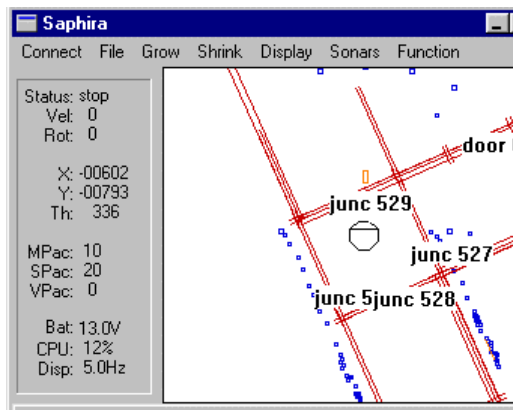 Saphira
Connect File Grow Shrink Display Sonars Function
Status: stop
Vel: 0
Rot: 0
X: -00602
Y: -00793
Th: 336
MPac: 10
SPac: 20
VPac: 0
Bat: 13.0V
CPU: 12%
Disp: 5.0Hz
door
junc 529
junc 527
junc 5
junc 528